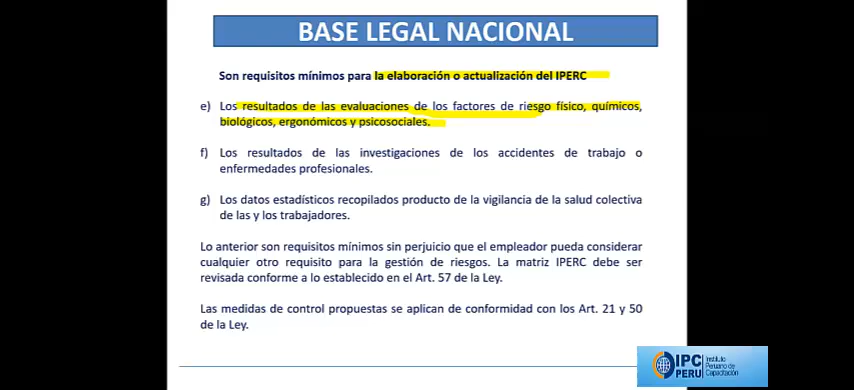 BASE LEGAL NACIONAL
Son requisitos mínimos para la elaboración o actualización del IPERC
e) Los resultados de las evaluaciones de los factores de riesgo físico, químicos,
biológicos, ergonómicos y psicosociales.
f) Los resultados de las investigaciones de los accidentes de trabajo o
enfermedades profesionales.
g) Los datos estadísticos recopilados producto de la vigilancia de la salud colectiva
de las y los trabajadores.
Lo anterior son requisitos mínimos sin perjuicio que el empleador pueda considerar
cualquier otro requisito para la gestión de riesgos. La matriz IPERC debe ser
revisada conforme a lo establecido en el Art. 57 de la Ley.
Las medidas de control propuestas se aplican de conformidad con los Art. 21 y 50
de la Ley.
IPC
PERU
Instituto
Peruano de
Capacitación